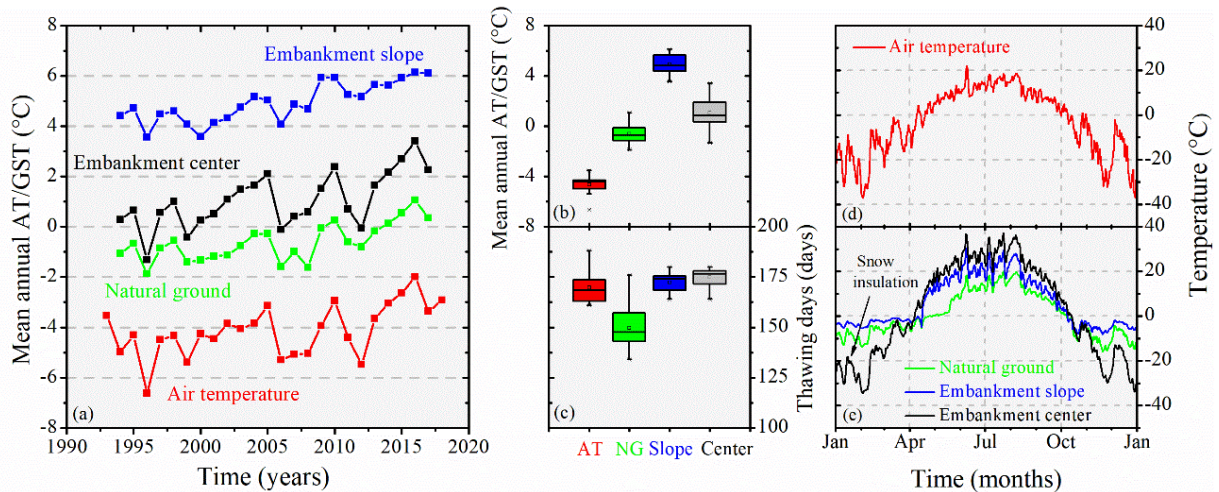 Mean annual AT/GST (°C)
8
6
4
2
0
-2
-4
-6
-8
Embankment slope
Embankment center
Natural ground
Air temperature
(a)
1990 1995 2000 2005 2010 2015 2020
Time (years)
Mean annual AT/GST (°C)
8
4
0
-4
-8
(b)
200
175
150
125
100
Thawing days (days)
(c)
AT NG Slope Center
Air temperature
(d)
40
20
0
-20
-40
Temperature (°C)
Snow
insulation
40
20
0
-20
-40
Natural ground
Embankment slope
Embankment center
(e)
Jan Apr Jul Oct Jan
Time (months)